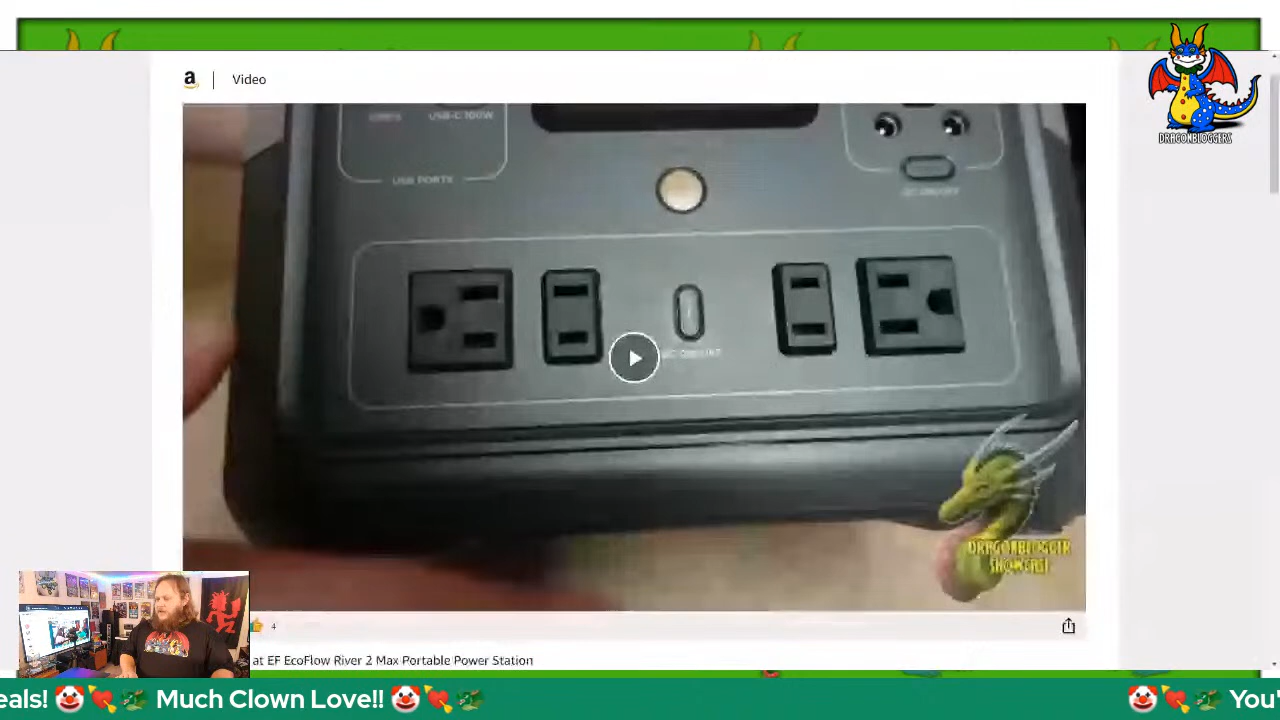 DRAGONBLOGGERS
a | Video
USB-C 100W
USB PORTS
DRAGONBLOGGER
SHOWCASE
4
at EF EcoFlow River 2 Max Portable Power Station
eals! 🤡💘🐉 Much Clown Love!! 🤡💘🐉 🤡💘🐉 You'